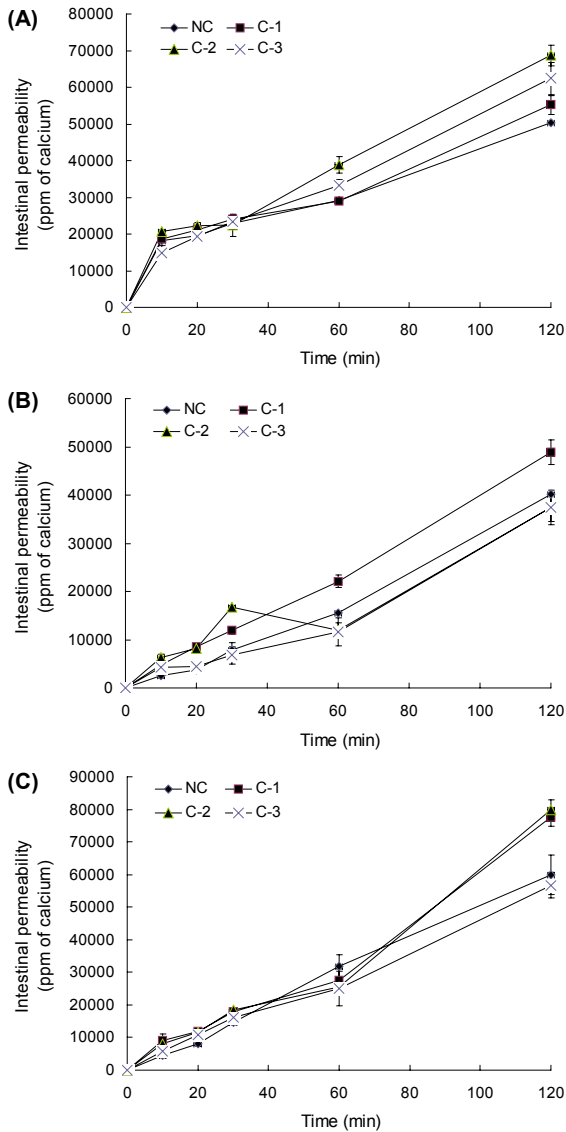 (A)
NC C-1
C-2 C-3
80000
70000
60000
50000
40000
30000
20000
10000
0
Intestinal permeability
(ppm of calcium)
0 20 40 60 80 100 120
Time (min)
(B)
NC C-1
C-2 C-3
60000
50000
40000
30000
20000
10000
0
Intestinal permeability
(ppm of calcium)
0 20 40 60 80 100 120
Time (min)
(C)
NC C-1
C-2 C-3
90000
80000
70000
60000
50000
40000
30000
20000
10000
0
Intestinal permeability
(ppm of calcium)
0 20 40 60 80 100 120
Time (min)